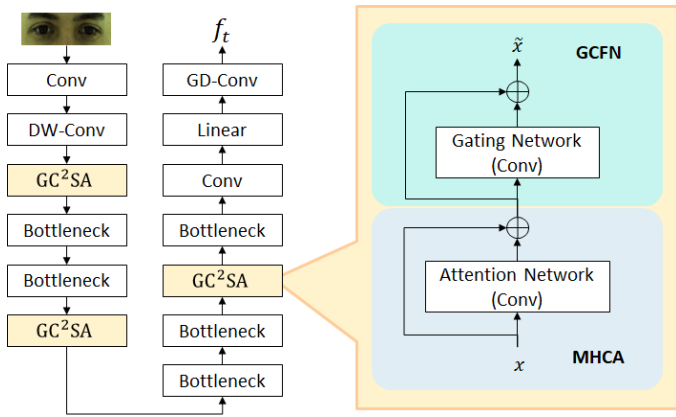 Conv
DW-Conv
GC²SA
Bottleneck
Bottleneck
GC²SA
f_t
GD-Conv
Linear
Conv
Bottleneck
GC²SA
Bottleneck
Bottleneck
x̃
GCFN
Gating Network
(Conv)
Attention Network
(Conv)
MHCA
x